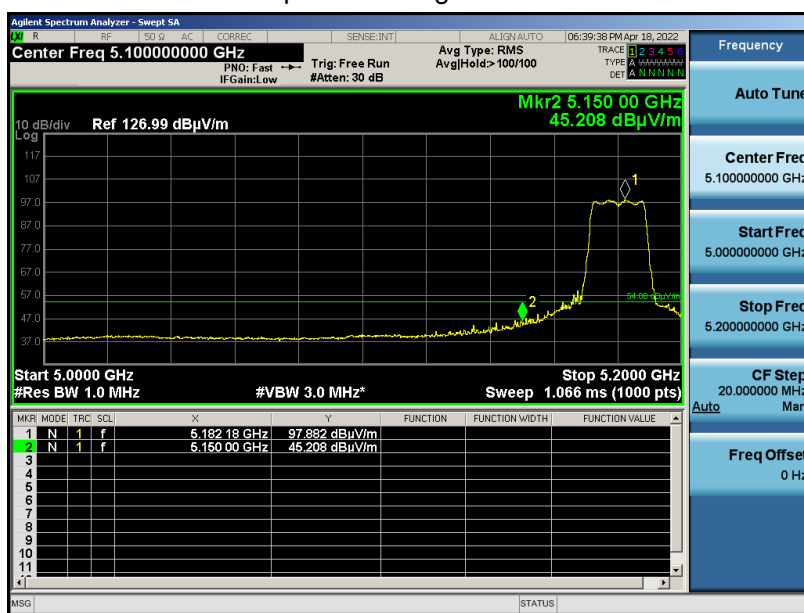 Agilent Spectrum Analyzer - Swept SA
LXI R RF 50 Ω AC CORREC SENSE:INT ALIGN AUTO 06:39:38 PM Apr 18, 2022
Center Freq 5.100000000 GHz Avg Type: RMS TRACE 1 2 3 4 5 6
PNO: Fast Trig: Free Run Avg|Hold:>100/100 TYPE A WWWWW
IFGain:Low #Atten: 30 dB DET A N N N N N
Mkr2 5.150 00 GHz
10 dB/div Ref 126.99 dBµV/m 45.208 dBµV/m
Log
117
107
97.0
87.0
77.0
67.0
57.0
47.0
37.0
1
2
54.00 dBµV/m
Start 5.0000 GHz Stop 5.2000 GHz
#Res BW 1.0 MHz #VBW 3.0 MHz* Sweep 1.066 ms (1000 pts)
MKR MODE TRC SCL X Y FUNCTION FUNCTION WIDTH FUNCTION VALUE
1 N 1 f 5.182 18 GHz 97.882 dBµV/m
2 N 1 f 5.150 00 GHz 45.208 dBµV/m
3
4
5
6
7
8
9
10
11
MSG STATUS
Frequency
Auto Tune
Center Freq
5.100000000 GHz
Start Freq
5.000000000 GHz
Stop Freq
5.200000000 GHz
CF Step
20.000000 MHz
Auto Man
Freq Offset
0 Hz